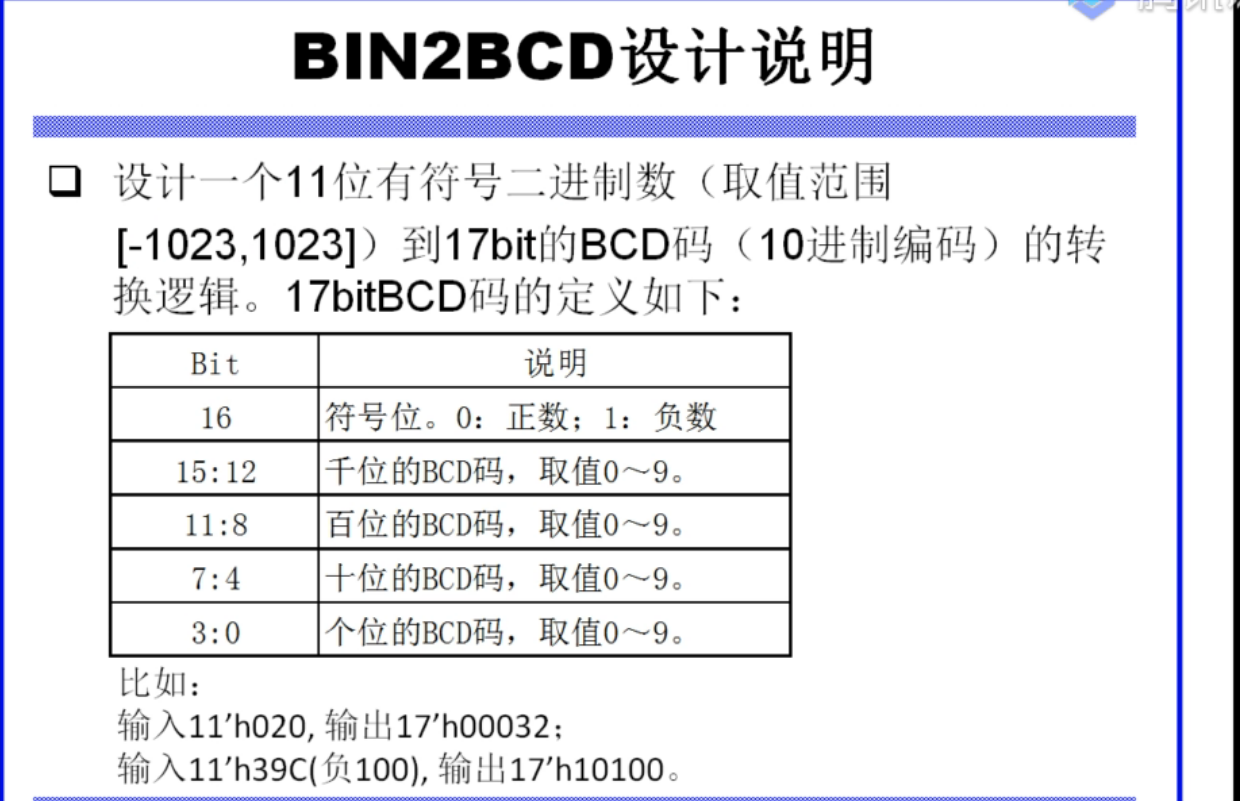 BIN2BCD设计说明
设计一个11位有符号二进制数（取值范围
[-1023,1023]）到17bit的BCD码（10进制编码）的转
换逻辑。17bitBCD码的定义如下：
Bit 说明
16 符号位。0：正数；1：负数
15:12 千位的BCD码，取值0～9。
11:8 百位的BCD码，取值0～9。
7:4 十位的BCD码，取值0～9。
3:0 个位的BCD码，取值0～9。
比如：
输入11’h020, 输出17’h00032；
输入11’h39C(负100), 输出17’h10100。